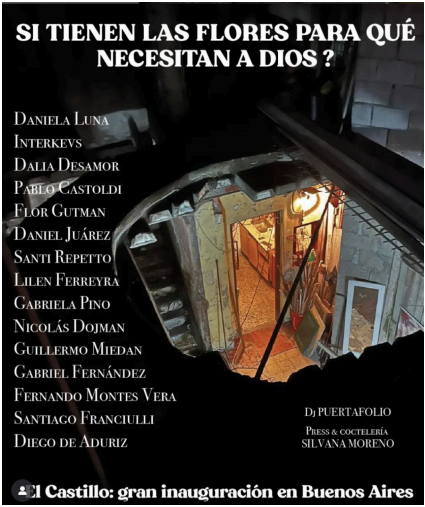 SI TIENEN LAS FLORES PARA QUÉ
NECESITAN A DIOS ?
DANIELA LUNA
INTERKEVS
DALIA DESAMOR
PABLO CASTOLDI
FLOR GUTMAN
DANIEL JUÁREZ
SANTI REPETTO
LILEN FERREYRA
GABRIELA PINO
NICOLÁS DOJMAN
GUILLERMO MIEDAN
GABRIEL FERNÁNDEZ
FERNANDO MONTES VERA
SANTIAGO FRANCIULLI
DIEGO DE ADURIZ
DJ PUERTAFOLIO
PRESS & COCTELERÍA
SILVANA MORENO
El Castillo: gran inauguración en Buenos Aires